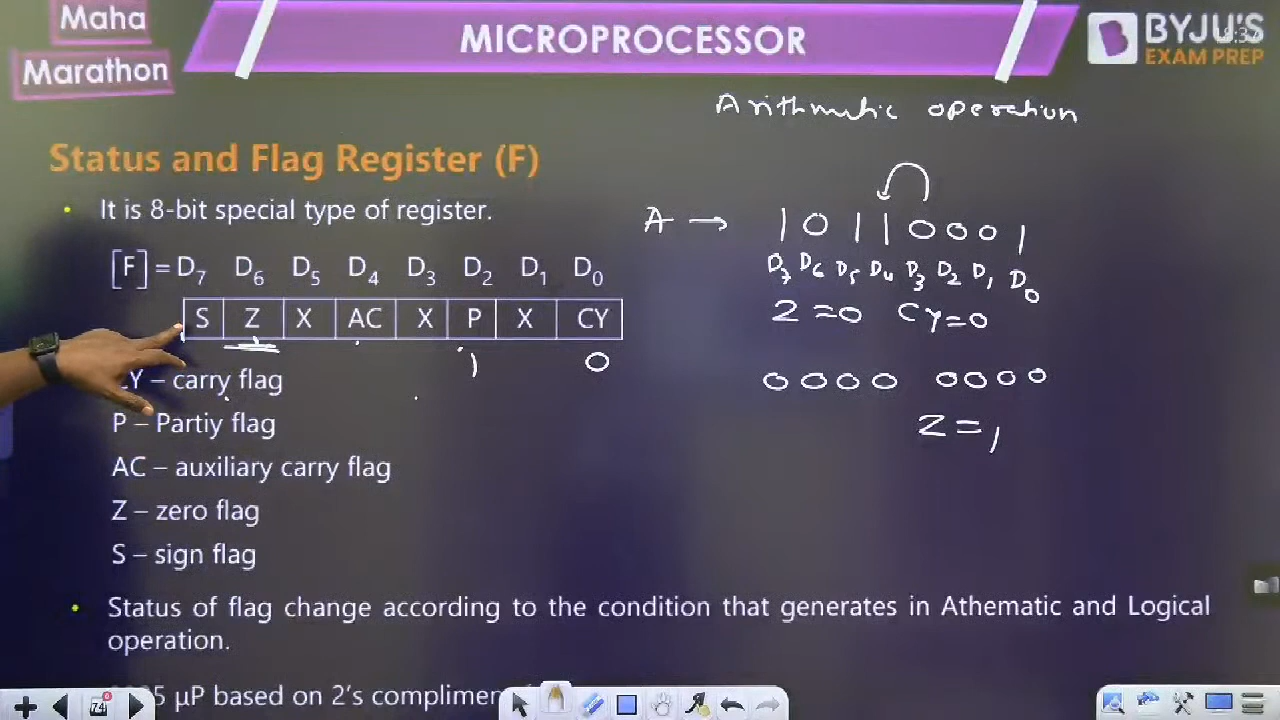 Maha
Marathon
MICROPROCESSOR
BYJU'S
EXAM PREP
Arithmatic operation
Status and Flag Register (F)
• It is 8-bit special type of register.
[F] = D7 D6 D5 D4 D3 D2 D1 D0
S Z X AC X P X CY
1 0
A → 1 0 1 1 0 0 0 1
D7 D6 D5 D4 D3 D2 D1 D0
Z = 0 CY = 0
0 0 0 0 0 0 0 0
Z = 1
CY – carry flag
P – Partiy flag
AC – auxiliary carry flag
Z – zero flag
S – sign flag
• Status of flag change according to the condition that generates in Athematic and Logical
operation.
µP based on 2's complimen
74